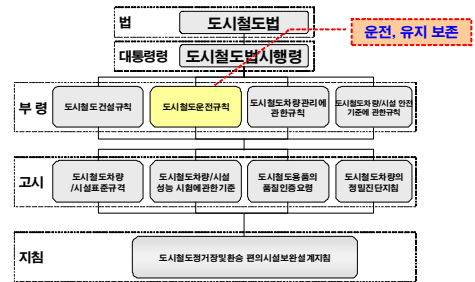 법
도시철도법
운전, 유지 보존
대통령령
도시철도법시행령
부 령
도시철도건설규칙
도시철도운전규칙
도시철도차량관리에
관한규칙
도시철도차량/시설 안전
기준에 관한규칙
고시
도시철도차량
/시설표준규격
도시철도차량/시설
성능 시험에관한기준
도시철도용품의
품질인증요령
도시철도차량의
정밀진단지침
지침
도시철도정거장및환승 편의시설보완설계지침